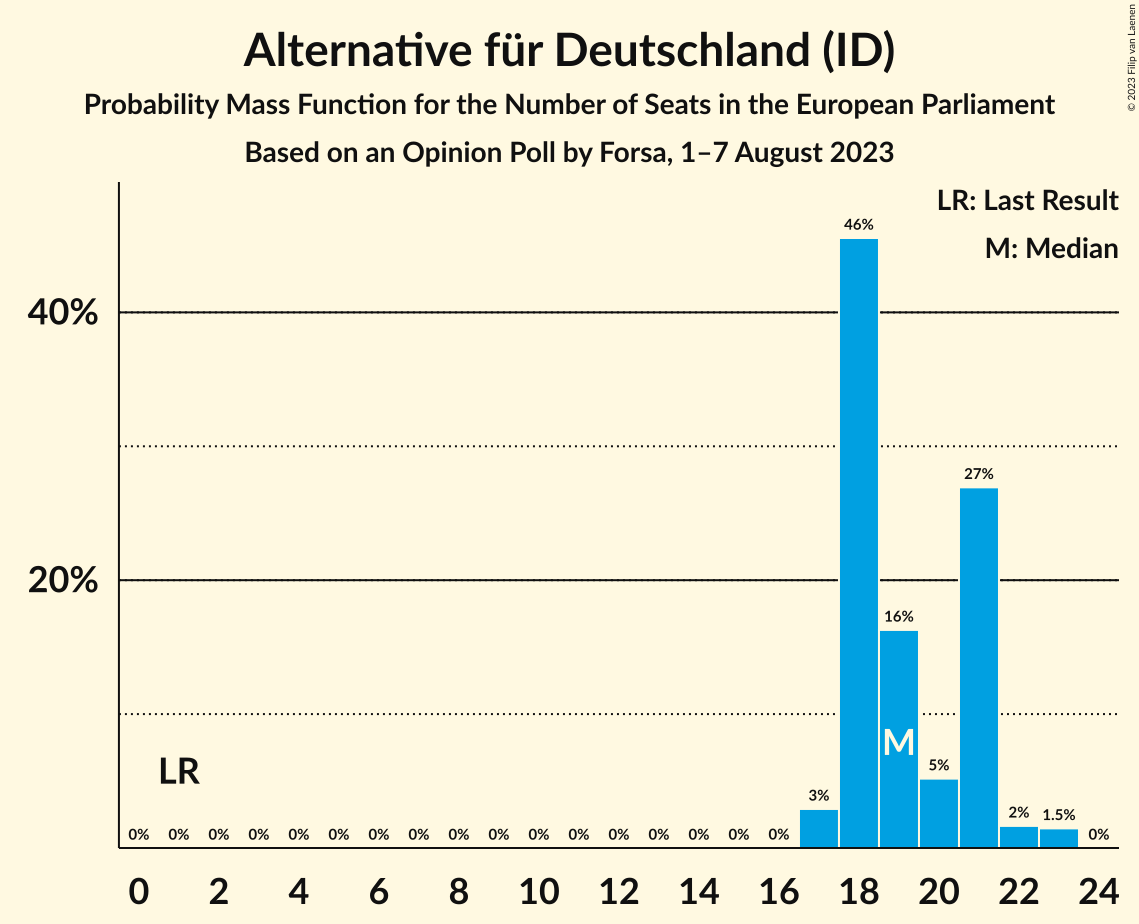 Alternative für Deutschland (ID)
Probability Mass Function for the Number of Seats in the European Parliament
Based on an Opinion Poll by Forsa, 1–7 August 2023
© 2023 Filip van Laenen
LR: Last Result
M: Median
46%
40%
27%
20%
16%
M
LR
5%
3%
2%
1.5%
0% 0% 0% 0% 0% 0% 0% 0% 0% 0% 0% 0% 0% 0% 0% 0% 0% 0%
0 2 4 6 8 10 12 14 16 18 20 22 24